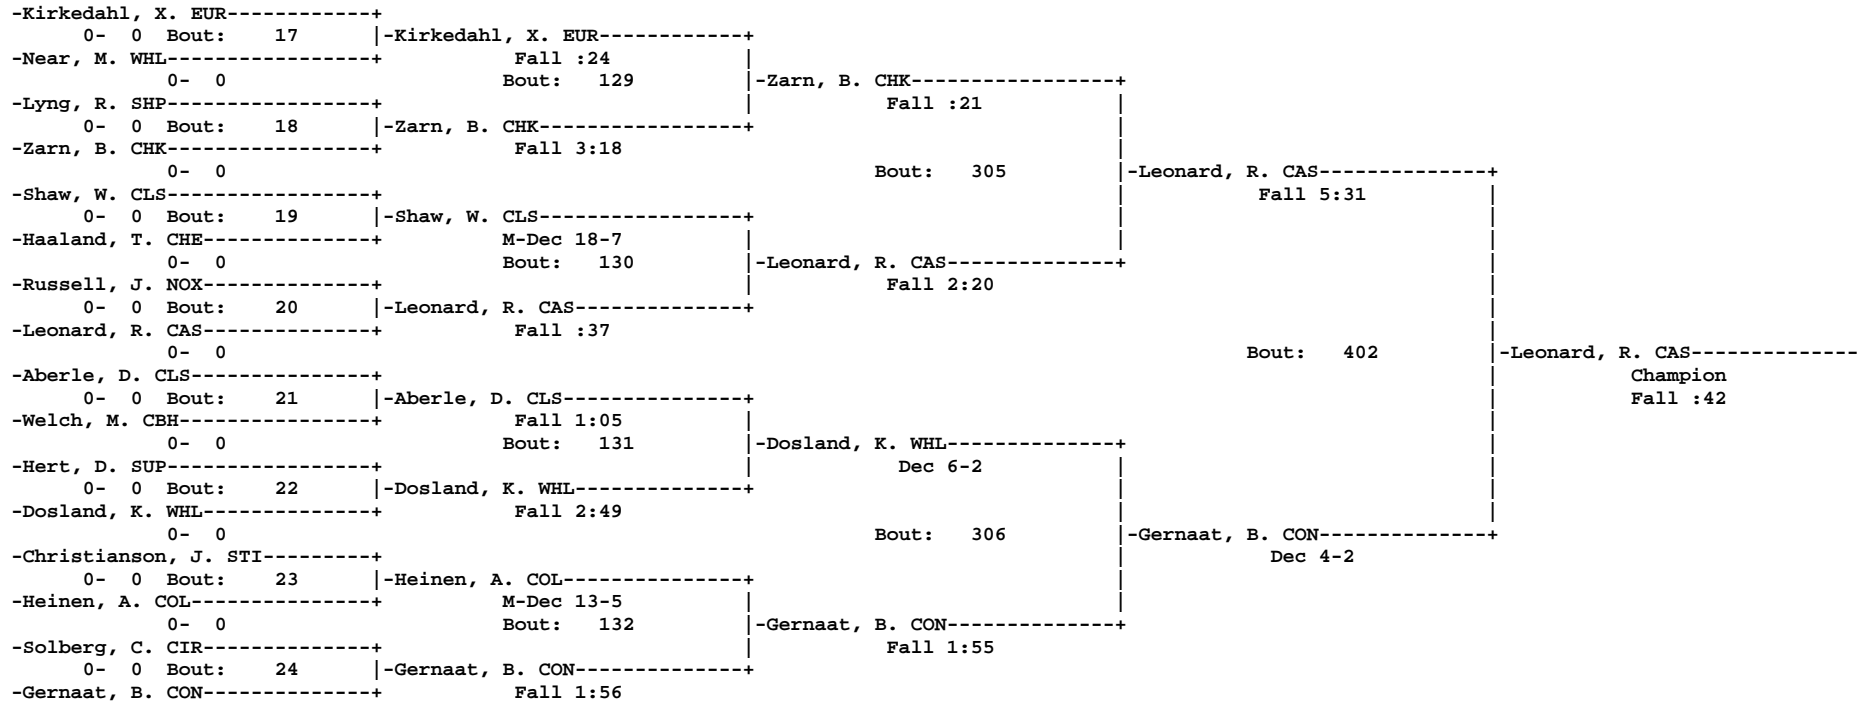 -Kirkedahl, X. EUR------------+
0- 0 Bout: 17 |-Kirkedahl, X. EUR------------+
-Near, M. WHL-----------------+ Fall :24 |
0- 0 Bout: 129 |-Zarn, B. CHK-----------------+
-Lyng, R. SHP-----------------+ | Fall :21 |
0- 0 Bout: 18 |-Zarn, B. CHK-----------------+ |
-Zarn, B. CHK-----------------+ Fall 3:18 |
0- 0 Bout: 305 |-Leonard, R. CAS--------------+
-Shaw, W. CLS-----------------+ | Fall 5:31 |
0- 0 Bout: 19 |-Shaw, W. CLS-----------------+ | |
-Haaland, T. CHE--------------+ M-Dec 18-7 | | |
0- 0 Bout: 130 |-Leonard, R. CAS--------------+ |
-Russell, J. NOX--------------+ | Fall 2:20 |
0- 0 Bout: 20 |-Leonard, R. CAS--------------+ |
-Leonard, R. CAS--------------+ Fall :37 |
0- 0 Bout: 402 |-Leonard, R. CAS--------------
-Aberle, D. CLS---------------+ | Champion
0- 0 Bout: 21 |-Aberle, D. CLS---------------+ | Fall :42
-Welch, M. CBH----------------+ Fall 1:05 | |
0- 0 Bout: 131 |-Dosland, K. WHL--------------+ |
-Hert, D. SUP-----------------+ | Dec 6-2 | |
0- 0 Bout: 22 |-Dosland, K. WHL--------------+ | |
-Dosland, K. WHL--------------+ Fall 2:49 | |
0- 0 Bout: 306 |-Gernaat, B. CON--------------+
-Christianson, J. STI---------+ | Dec 4-2
0- 0 Bout: 23 |-Heinen, A. COL---------------+ |
-Heinen, A. COL---------------+ M-Dec 13-5 | |
0- 0 Bout: 132 |-Gernaat, B. CON--------------+
-Solberg, C. CIR--------------+ | Fall 1:55
0- 0 Bout: 24 |-Gernaat, B. CON--------------+
-Gernaat, B. CON--------------+ Fall 1:56